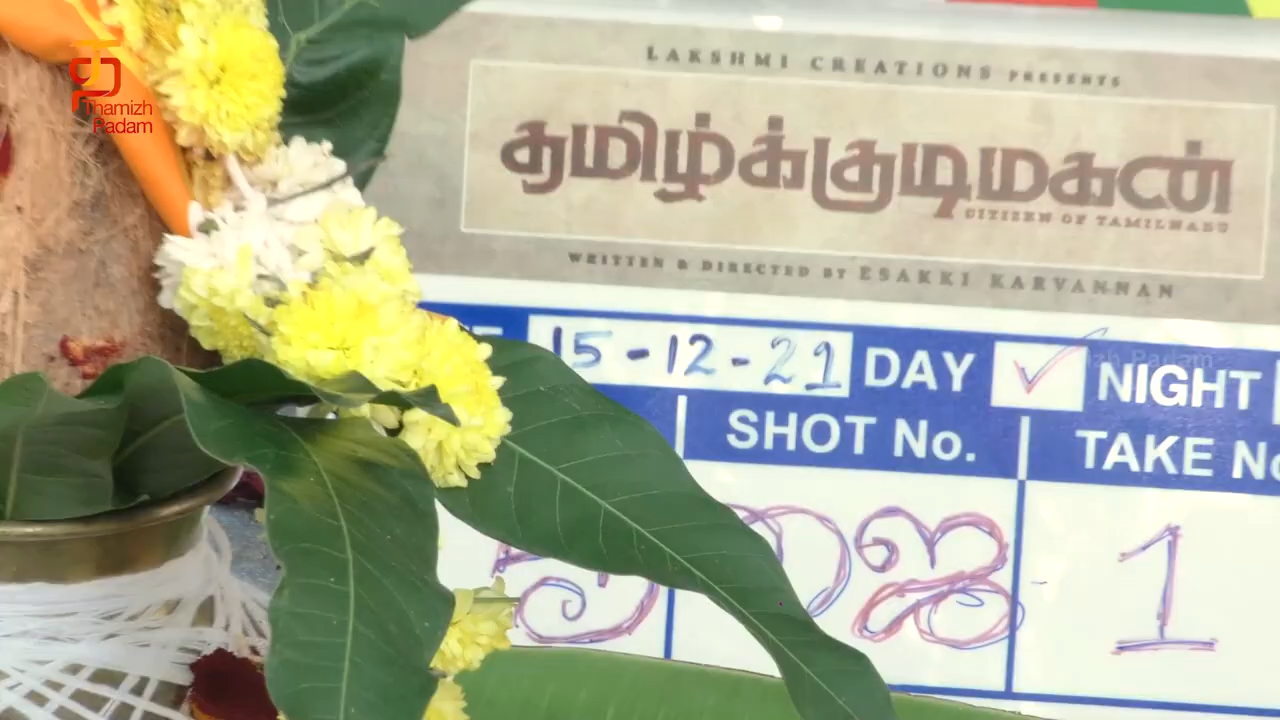 த
Thamizh
Padam
LAKSHMI CREATIONS PRESENTS
தமிழ்க்குடிமகன்
CITIZEN OF TAMILNADU
WRITTEN & DIRECTED BY ESAKKI KARVANNAN
15-12-21 DAY ✓ NIGHT
SHOT No. TAKE No
ஜை 1